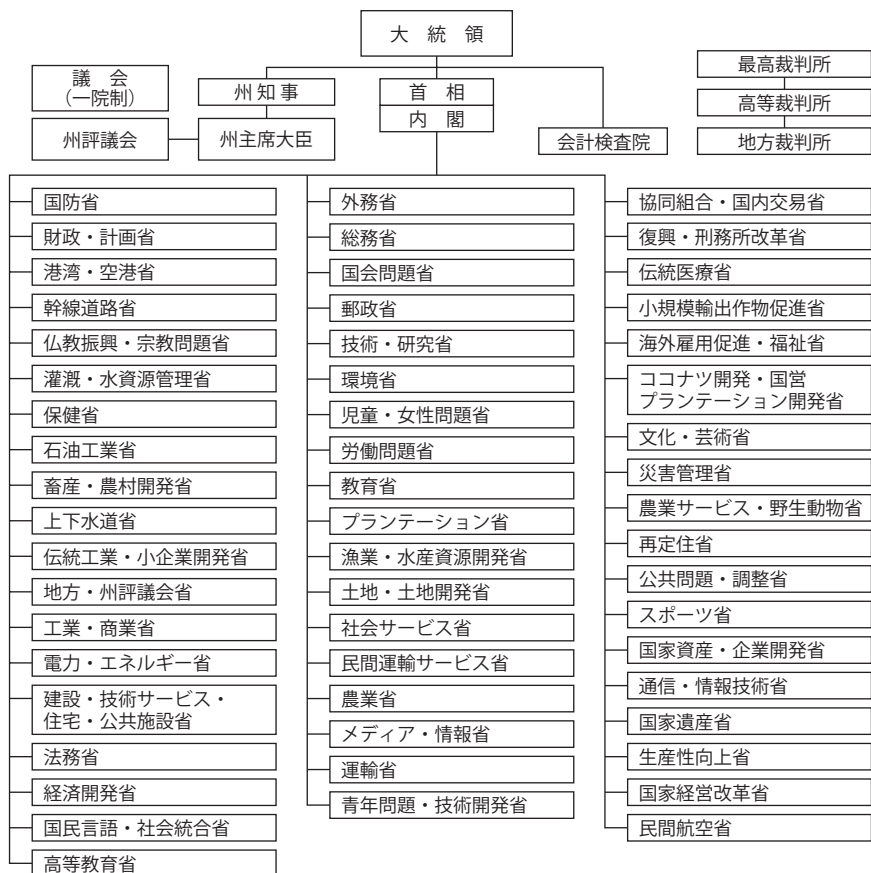 大 統 領
議 会
(一院制)
州 知 事
首 相
内 閣
州評議会
州主席大臣
会計検査院
最高裁判所
高等裁判所
地方裁判所
国防省
財政・計画省
港湾・空港省
幹線道路省
仏教振興・宗教問題省
灌漑・水資源管理省
保健省
石油工業省
畜産・農村開発省
上下水道省
伝統工業・小企業開発省
地方・州評議会省
工業・商業省
電力・エネルギー省
建設・技術サービス・
住宅・公共施設省
法務省
経済開発省
国民言語・社会統合省
高等教育省
外務省
総務省
国会問題省
郵政省
技術・研究省
環境省
児童・女性問題省
労働問題省
教育省
プランテーション省
漁業・水産資源開発省
土地・土地開発省
社会サービス省
民間運輸サービス省
農業省
メディア・情報省
運輸省
青年問題・技術開発省
協同組合・国内交易省
復興・刑務所改革省
伝統医療省
小規模輸出作物促進省
海外雇用促進・福祉省
ココナツ開発・国営
プランテーション開発省
文化・芸術省
災害管理省
農業サービス・野生動物省
再定住省
公共問題・調整省
スポーツ省
国家資産・企業開発省
通信・情報技術省
国家遺産省
生産性向上省
国家経営改革省
民間航空省